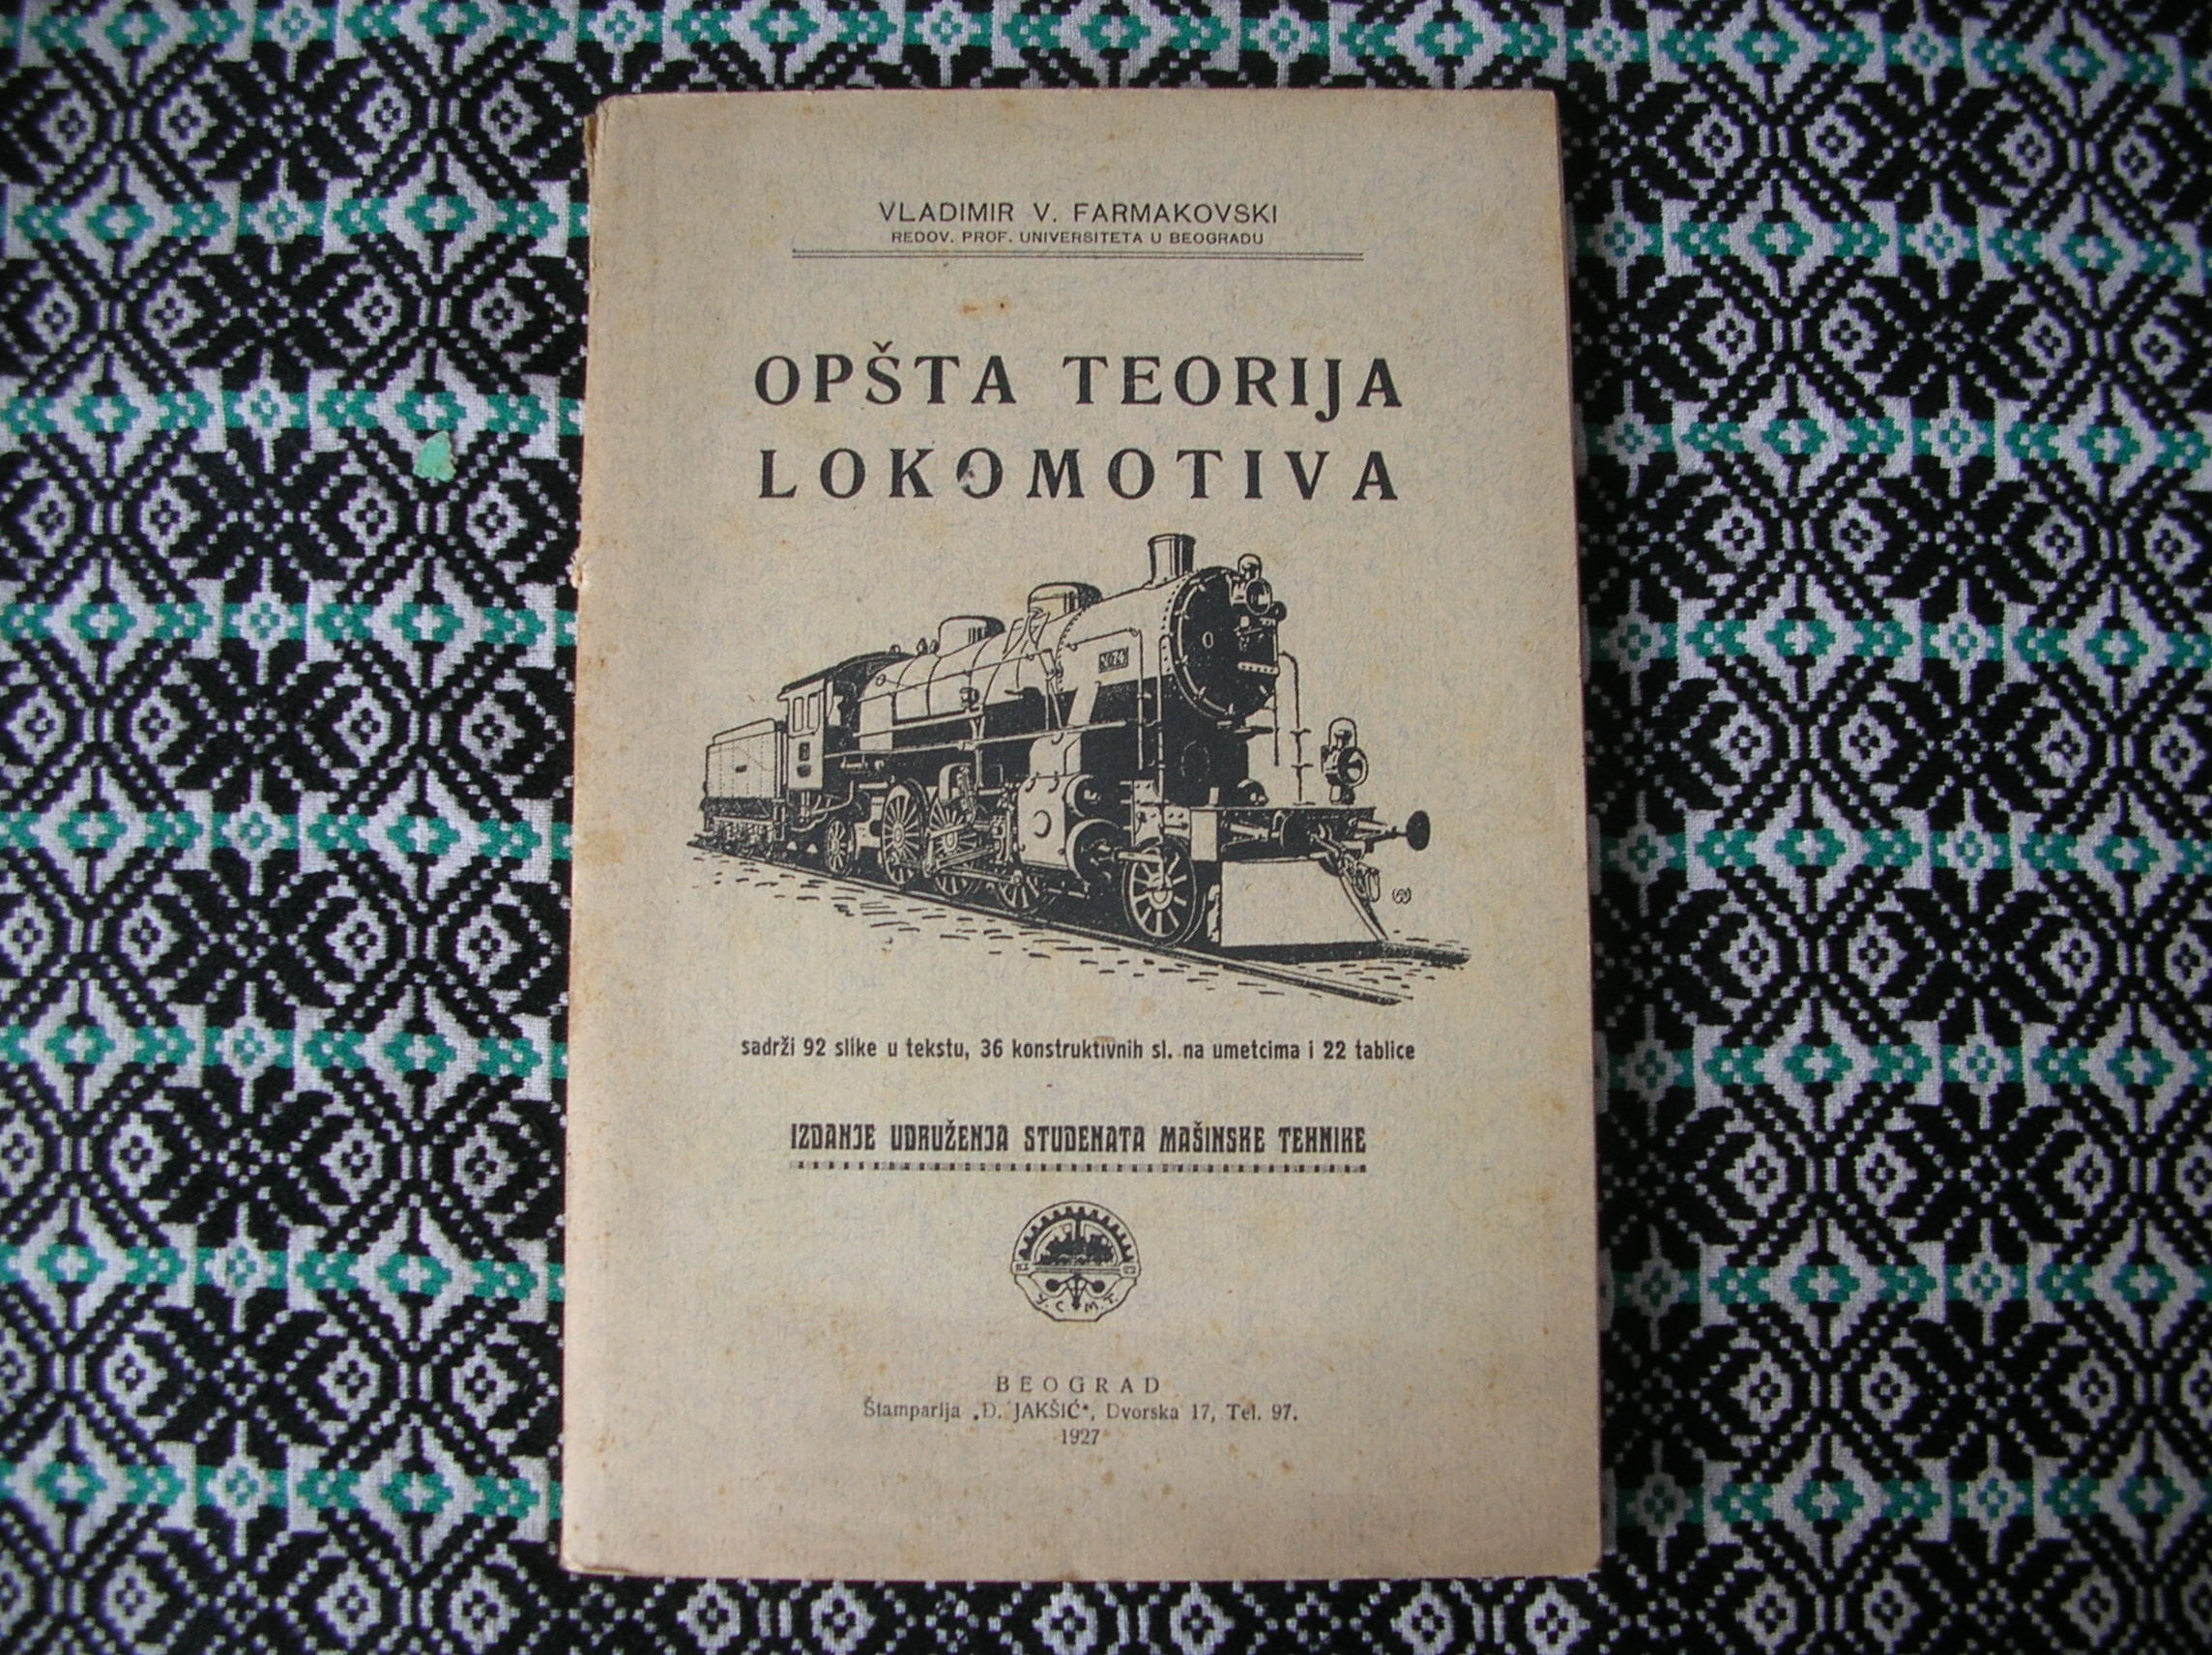 VLADIMIR V. FARMAKOVSKI
REDOV. PROF. UNIVERSITETA U BEOGRADU
OPŠTA TEORIJA
LOKOMOTIVA
sadrži 92 slike u tekstu, 36 konstruktivnih sl. na umetcima i 22 tablice
IZDANJE UDRUŽENJA STUDENATA MAŠINSKE TEHNIKE
У. С. М. Т.
BEOGRAD
Štamparija „Đ. JAKŠIĆ“, Dvorska 17, Tel. 97.
1927